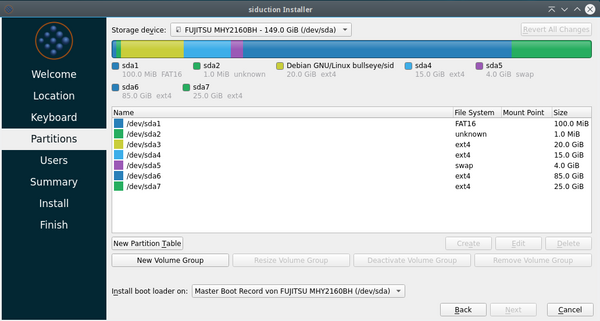 siduction Installer
Welcome
Location
Keyboard
Partitions
Users
Summary
Install
Finish
Storage device: FUJITSU MHY2160BH - 149.0 GiB (/dev/sda) Revert All Changes
sda1 sda2 Debian GNU/Linux bullseye/sid sda4 sda5
100.0 MiB FAT16 1.0 MiB unknown 20.0 GiB ext4 15.0 GiB ext4 4.0 GiB swap
sda6 sda7
85.0 GiB ext4 25.0 GiB ext4
Name File System Mount Point Size
/dev/sda1 FAT16 100.0 MiB
/dev/sda2 unknown 1.0 MiB
/dev/sda3 ext4 20.0 GiB
/dev/sda4 ext4 15.0 GiB
/dev/sda5 swap 4.0 GiB
/dev/sda6 ext4 85.0 GiB
/dev/sda7 ext4 25.0 GiB
New Partition Table Create Edit Delete
New Volume Group Resize Volume Group Deactivate Volume Group Remove Volume Group
Install boot loader on: Master Boot Record von FUJITSU MHY2160BH (/dev/sda)
Back Next Cancel